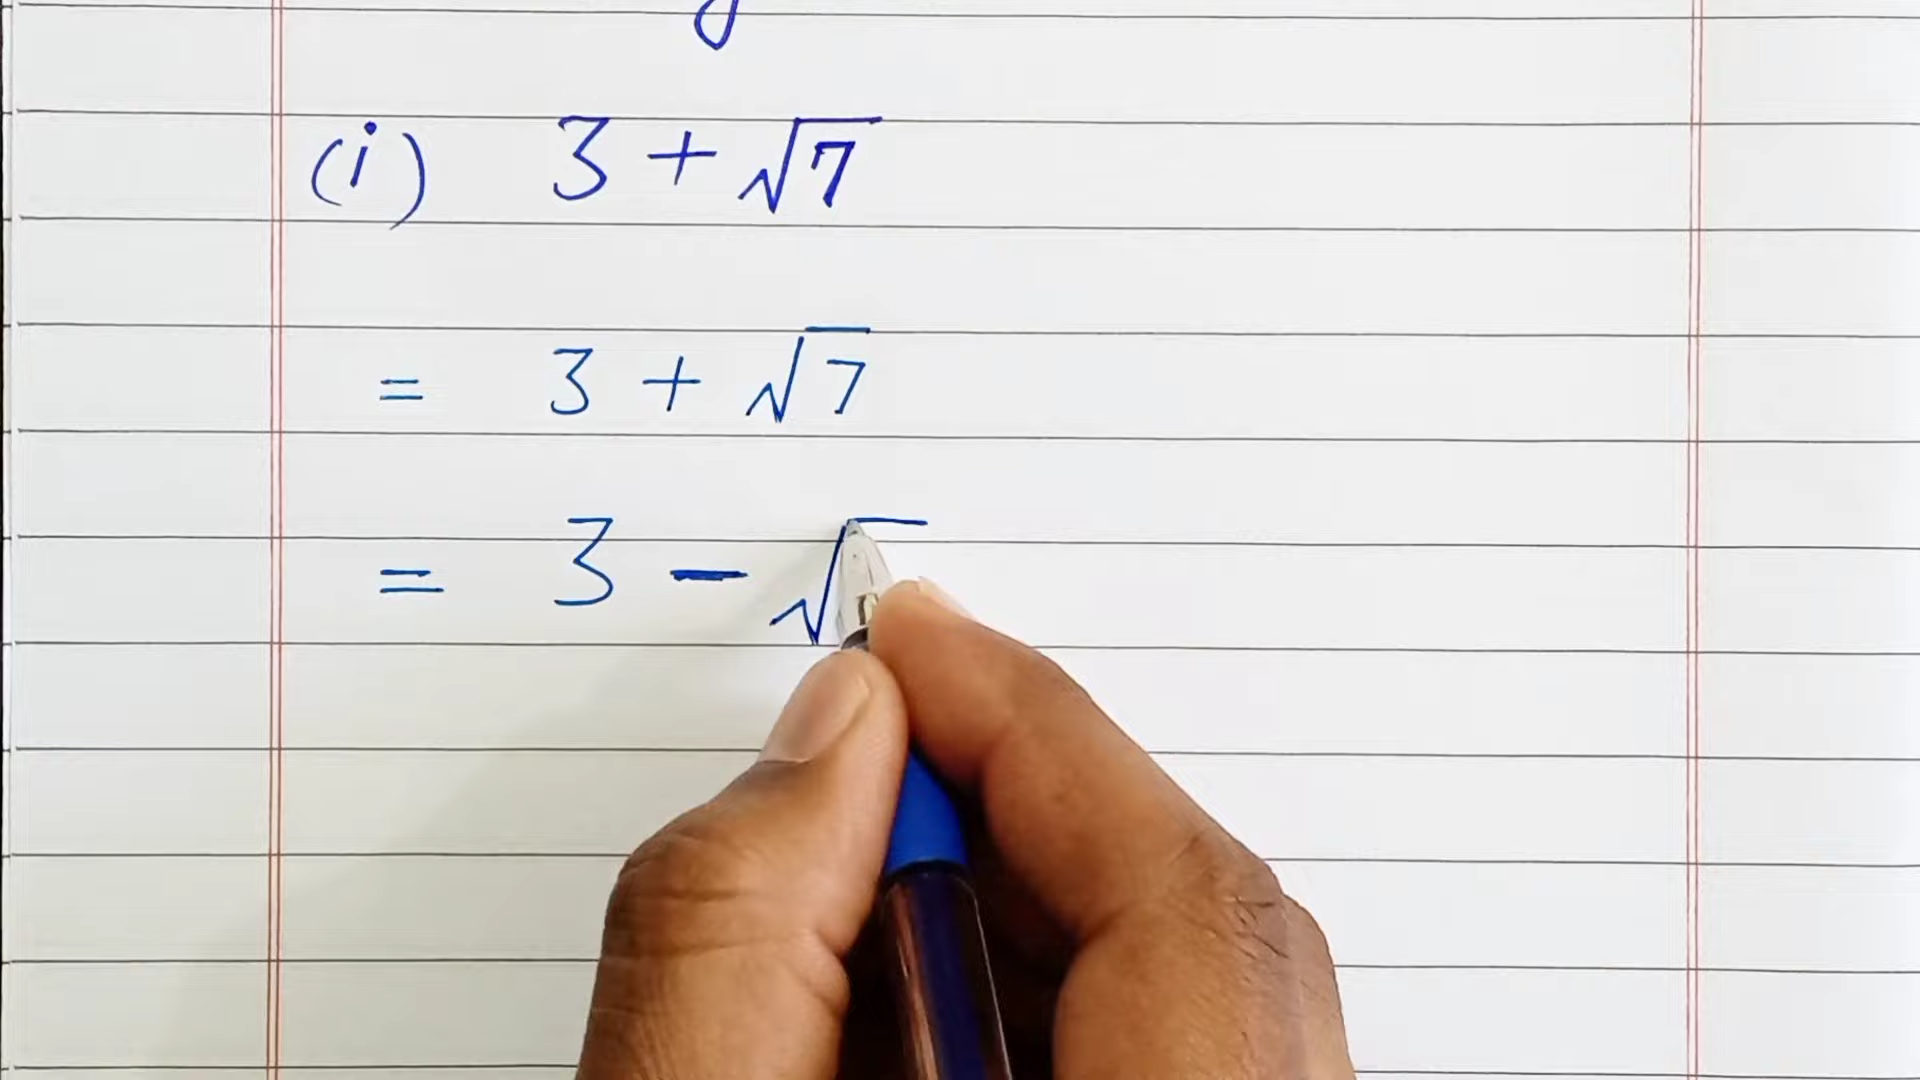 (i) 3 + √7
= 3 + √7
= 3 - √